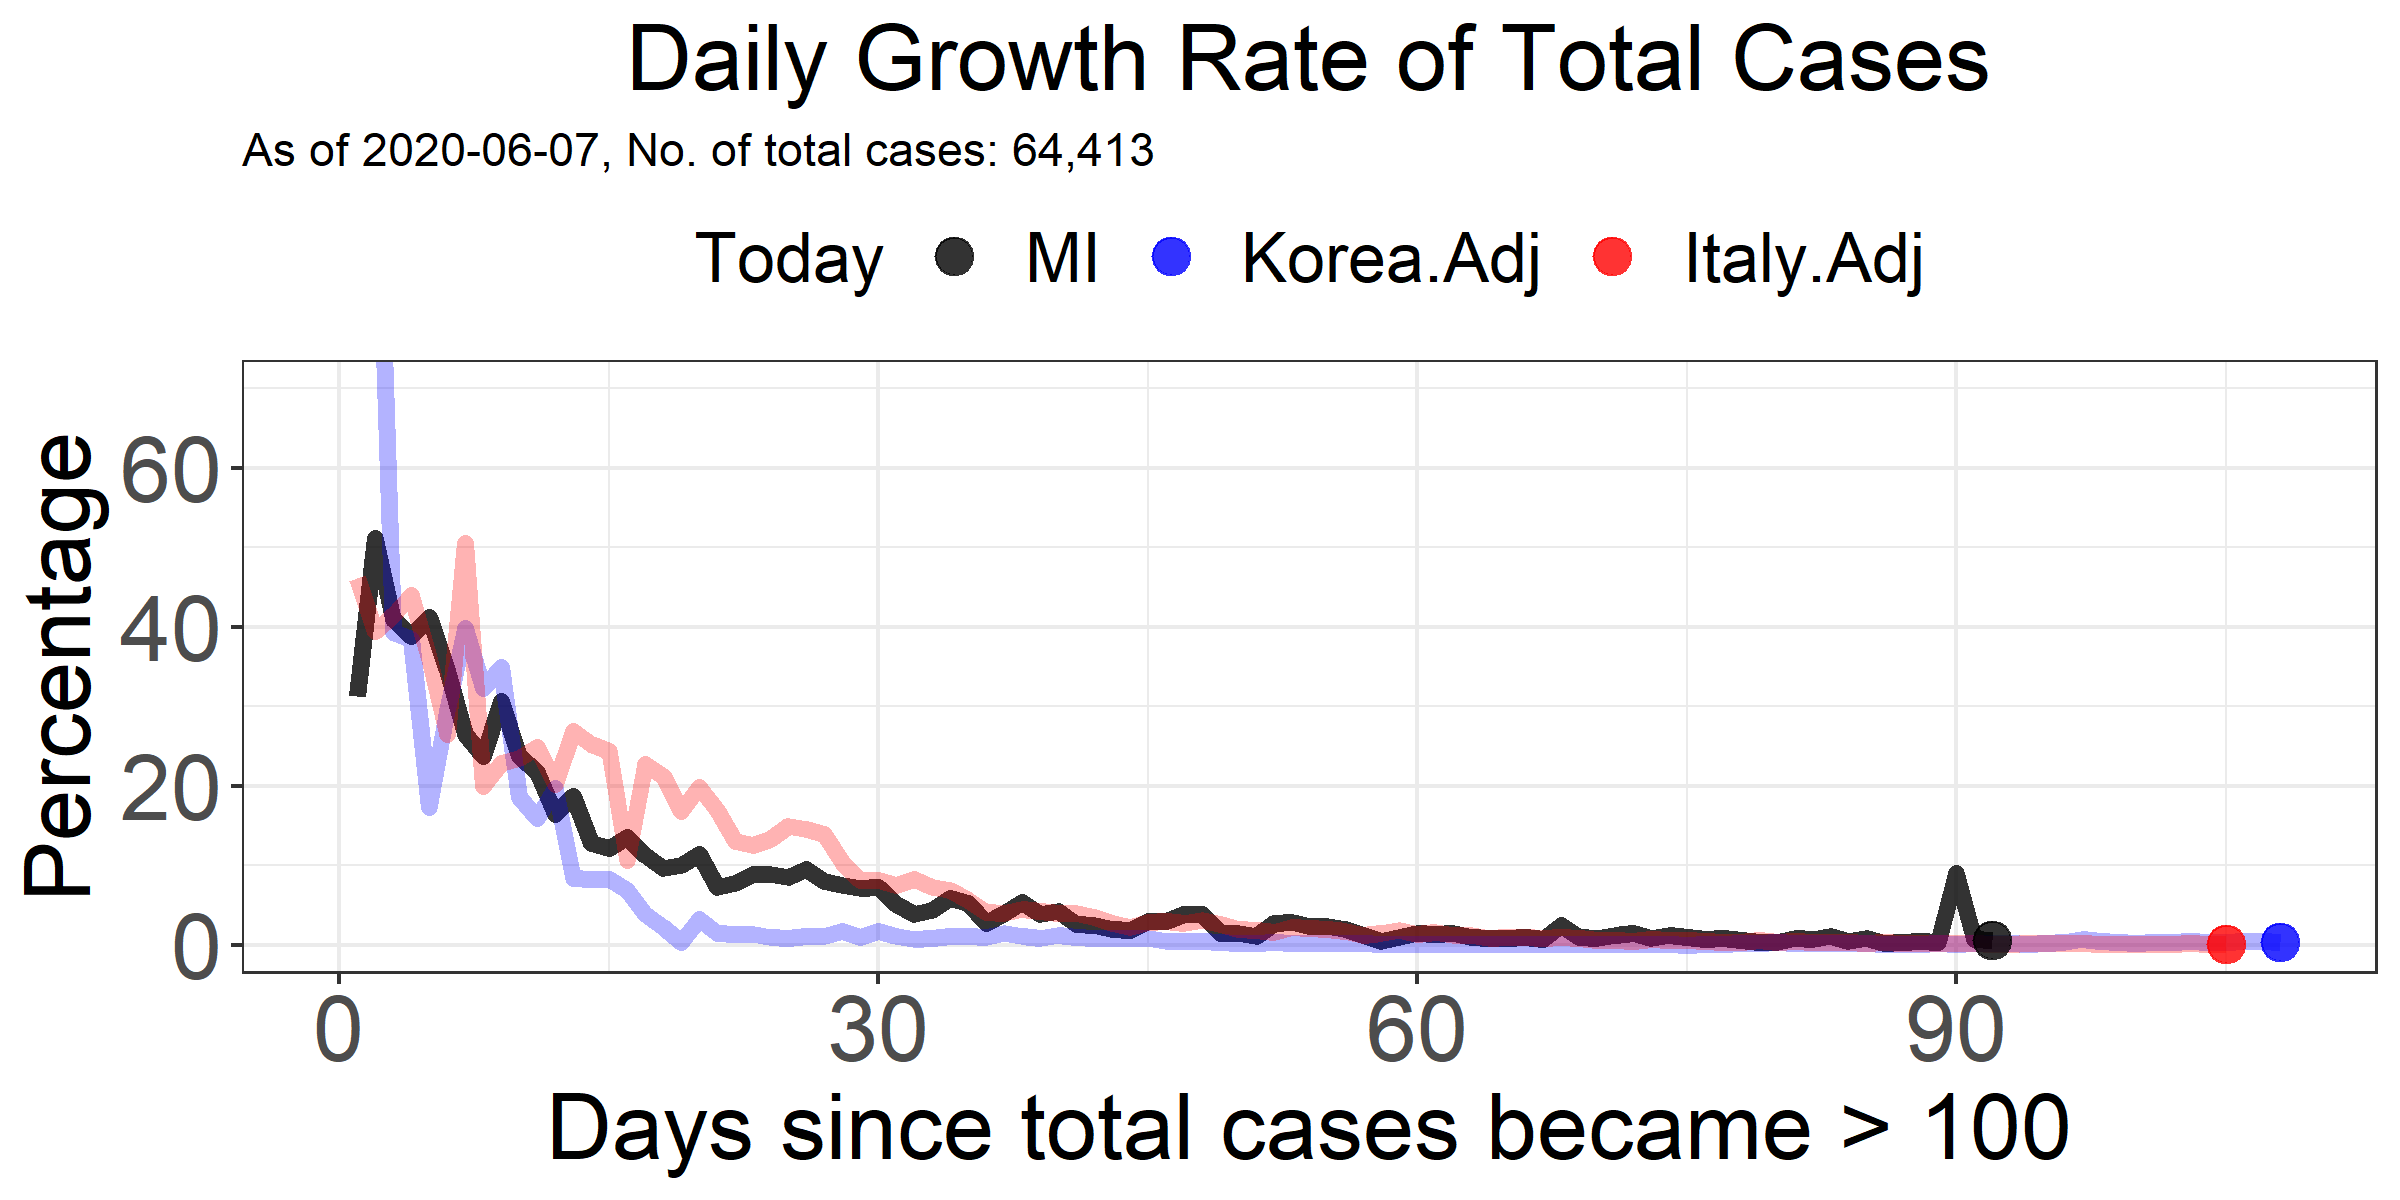 Daily Growth Rate of Total Cases
As of 2020-06-07, No. of total cases: 64,413
Today MI Korea.Adj Italy.Adj
Percentage
60
40
20
0
0 30 60 90
Days since total cases became > 100